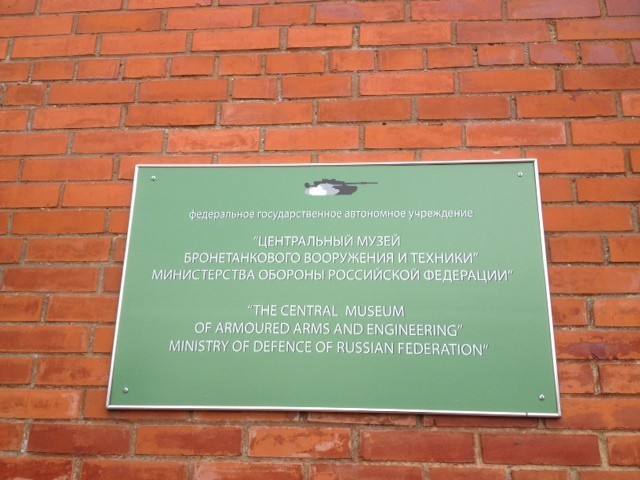 федеральное государственное автономное учреждение
"ЦЕНТРАЛЬНЫЙ МУЗЕЙ
БРОНЕТАНКОВОГО ВООРУЖЕНИЯ И ТЕХНИКИ"
МИНИСТЕРСТВА ОБОРОНЫ РОССИЙСКОЙ ФЕДЕРАЦИИ"
"THE CENTRAL MUSEUM
OF ARMOURED ARMS AND ENGINEERING"
MINISTRY OF DEFENCE OF RUSSIAN FEDERATION"